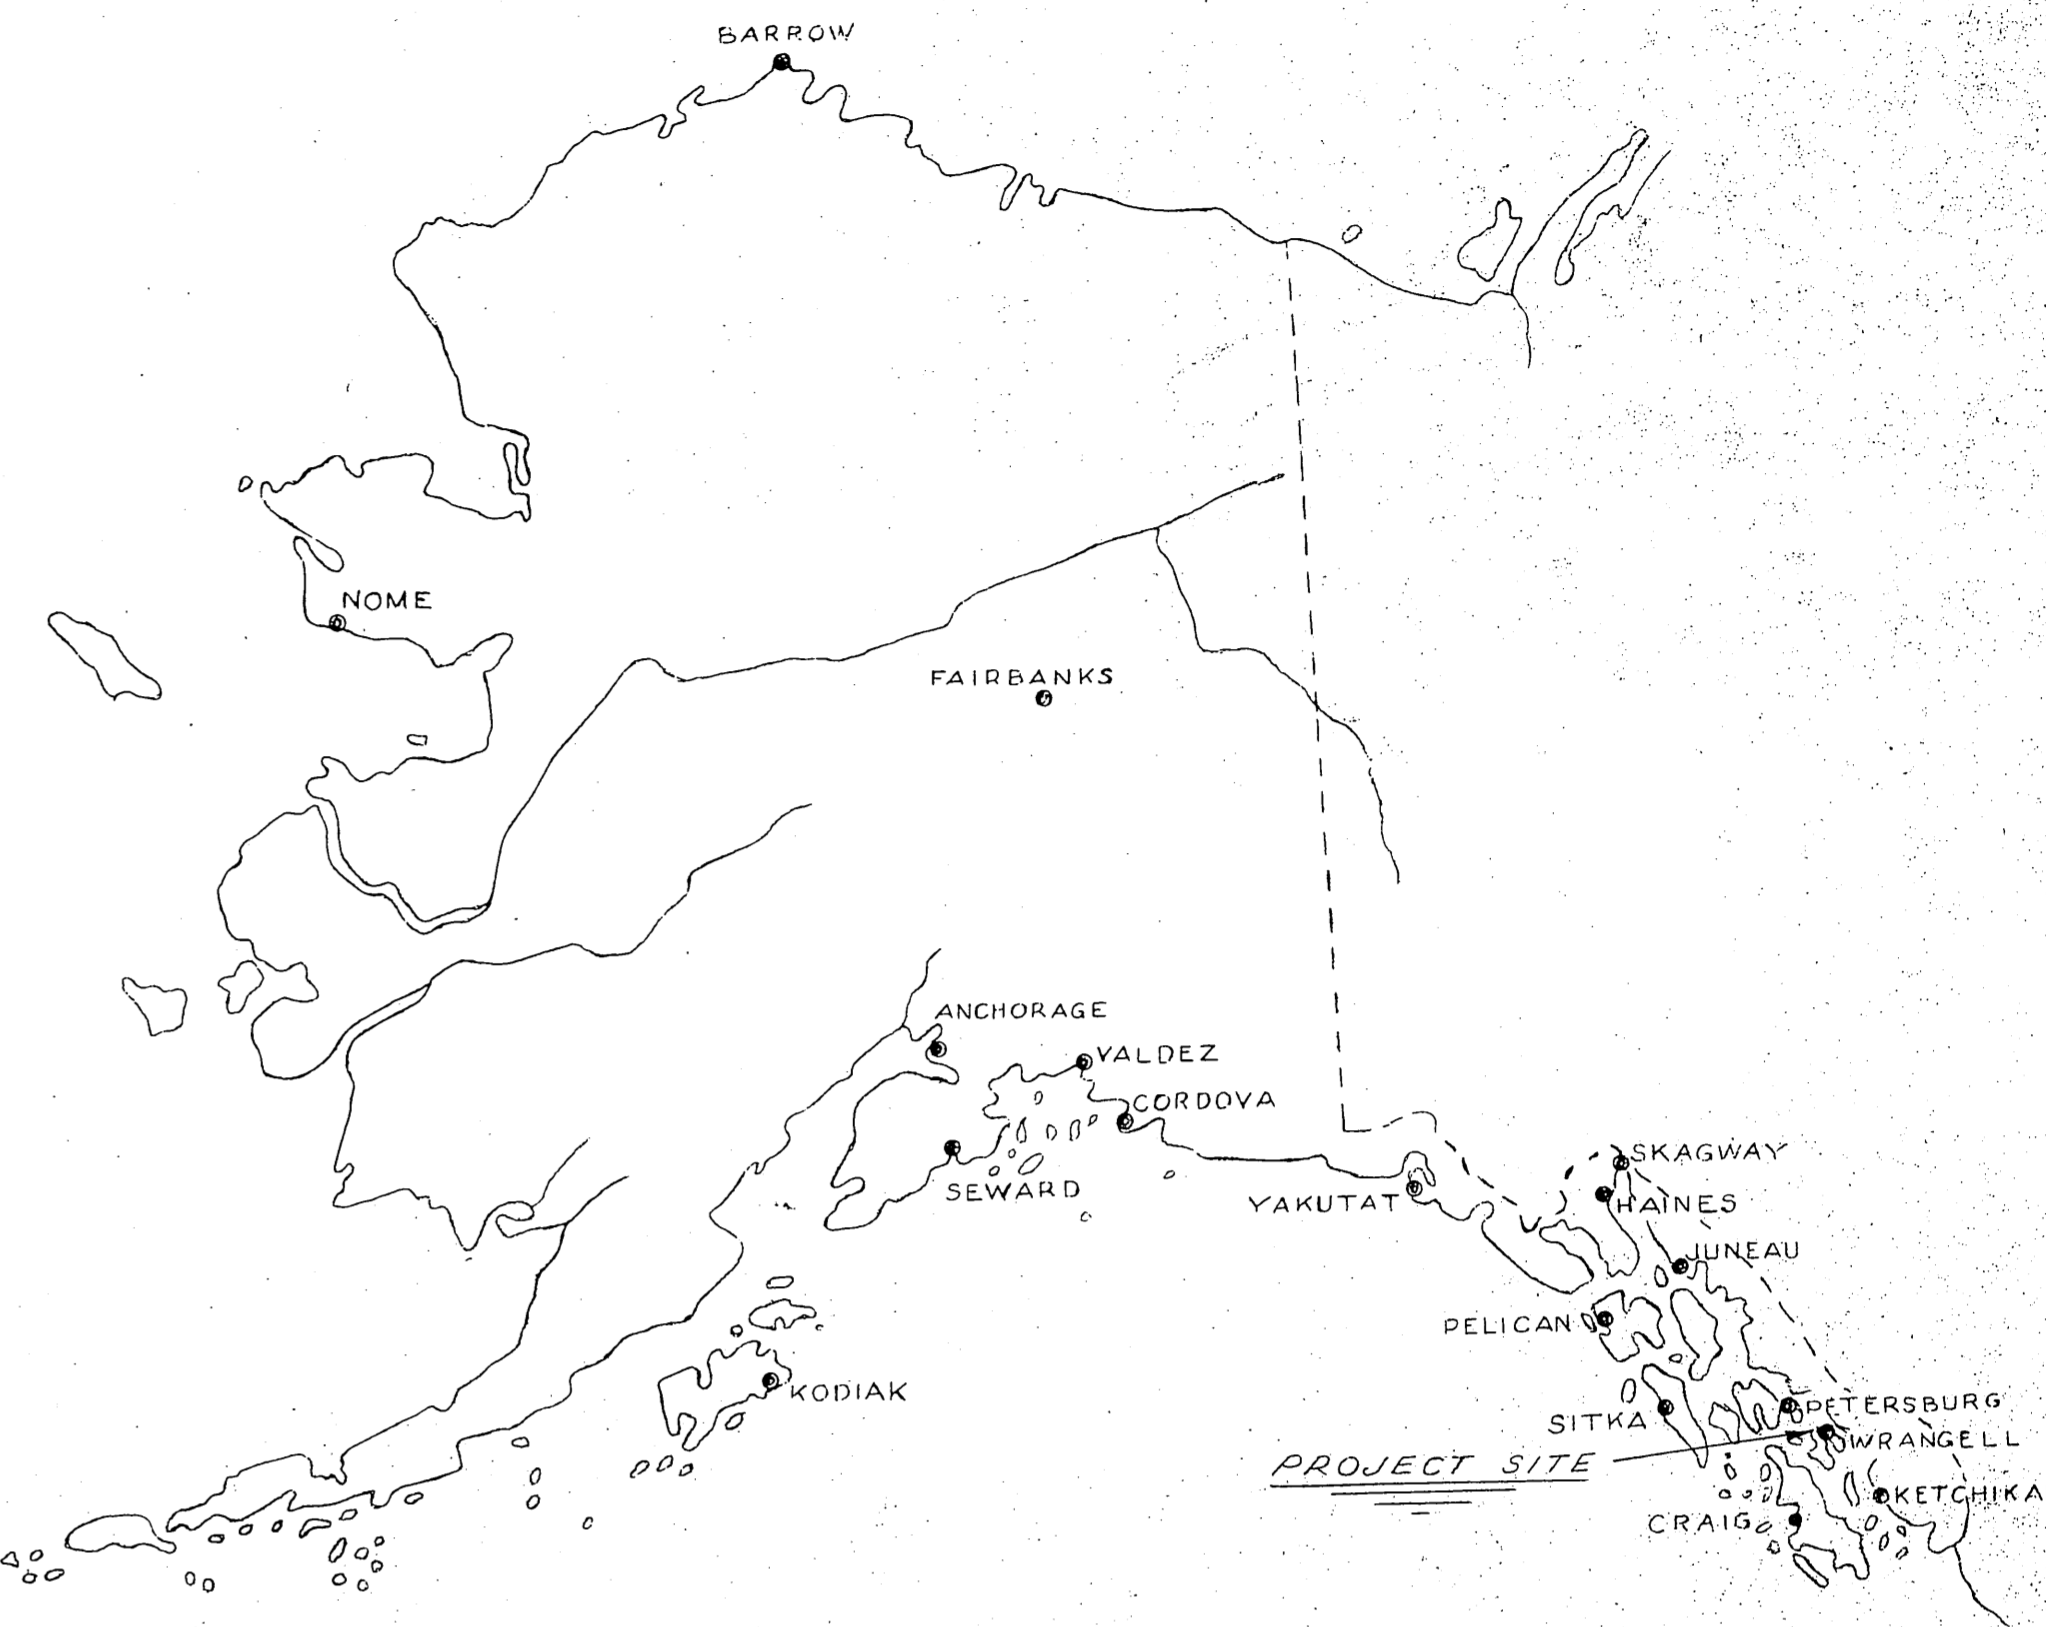 BARROW
NOME
FAIRBANKS
ANCHORAGE
VALDEZ
CORDOVA
SKAGWAY
SEWARD
YAKUTAT
HAINES
JUNEAU
PELICAN
KODIAK
PETERSBURG
SITKA
WRANGELL
PROJECT SITE
KETCHIKA
CRAIG